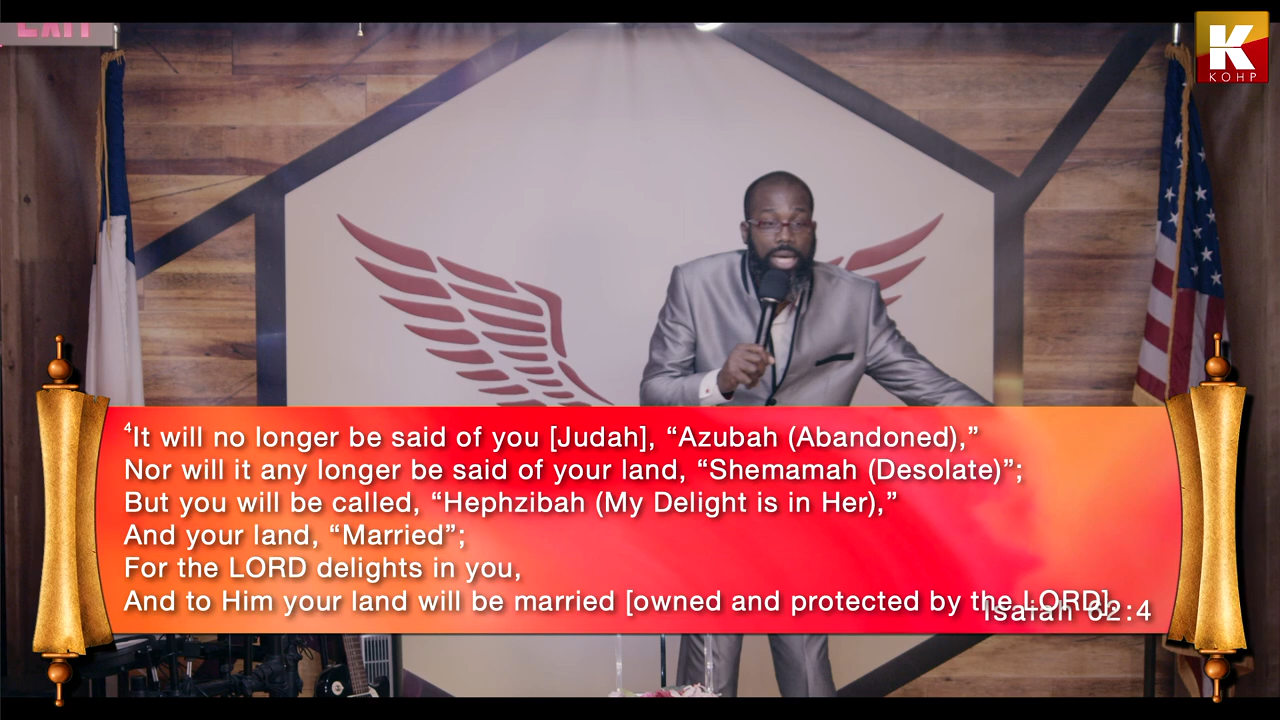 EXIT
K
KOHP
⁴It will no longer be said of you [Judah], “Azubah (Abandoned),”
Nor will it any longer be said of your land, “Shemamah (Desolate)”;
But you will be called, “Hephzibah (My Delight is in Her),”
And your land, “Married”;
For the LORD delights in you,
And to Him your land will be married [owned and protected by the LORD].
Isaiah 62:4